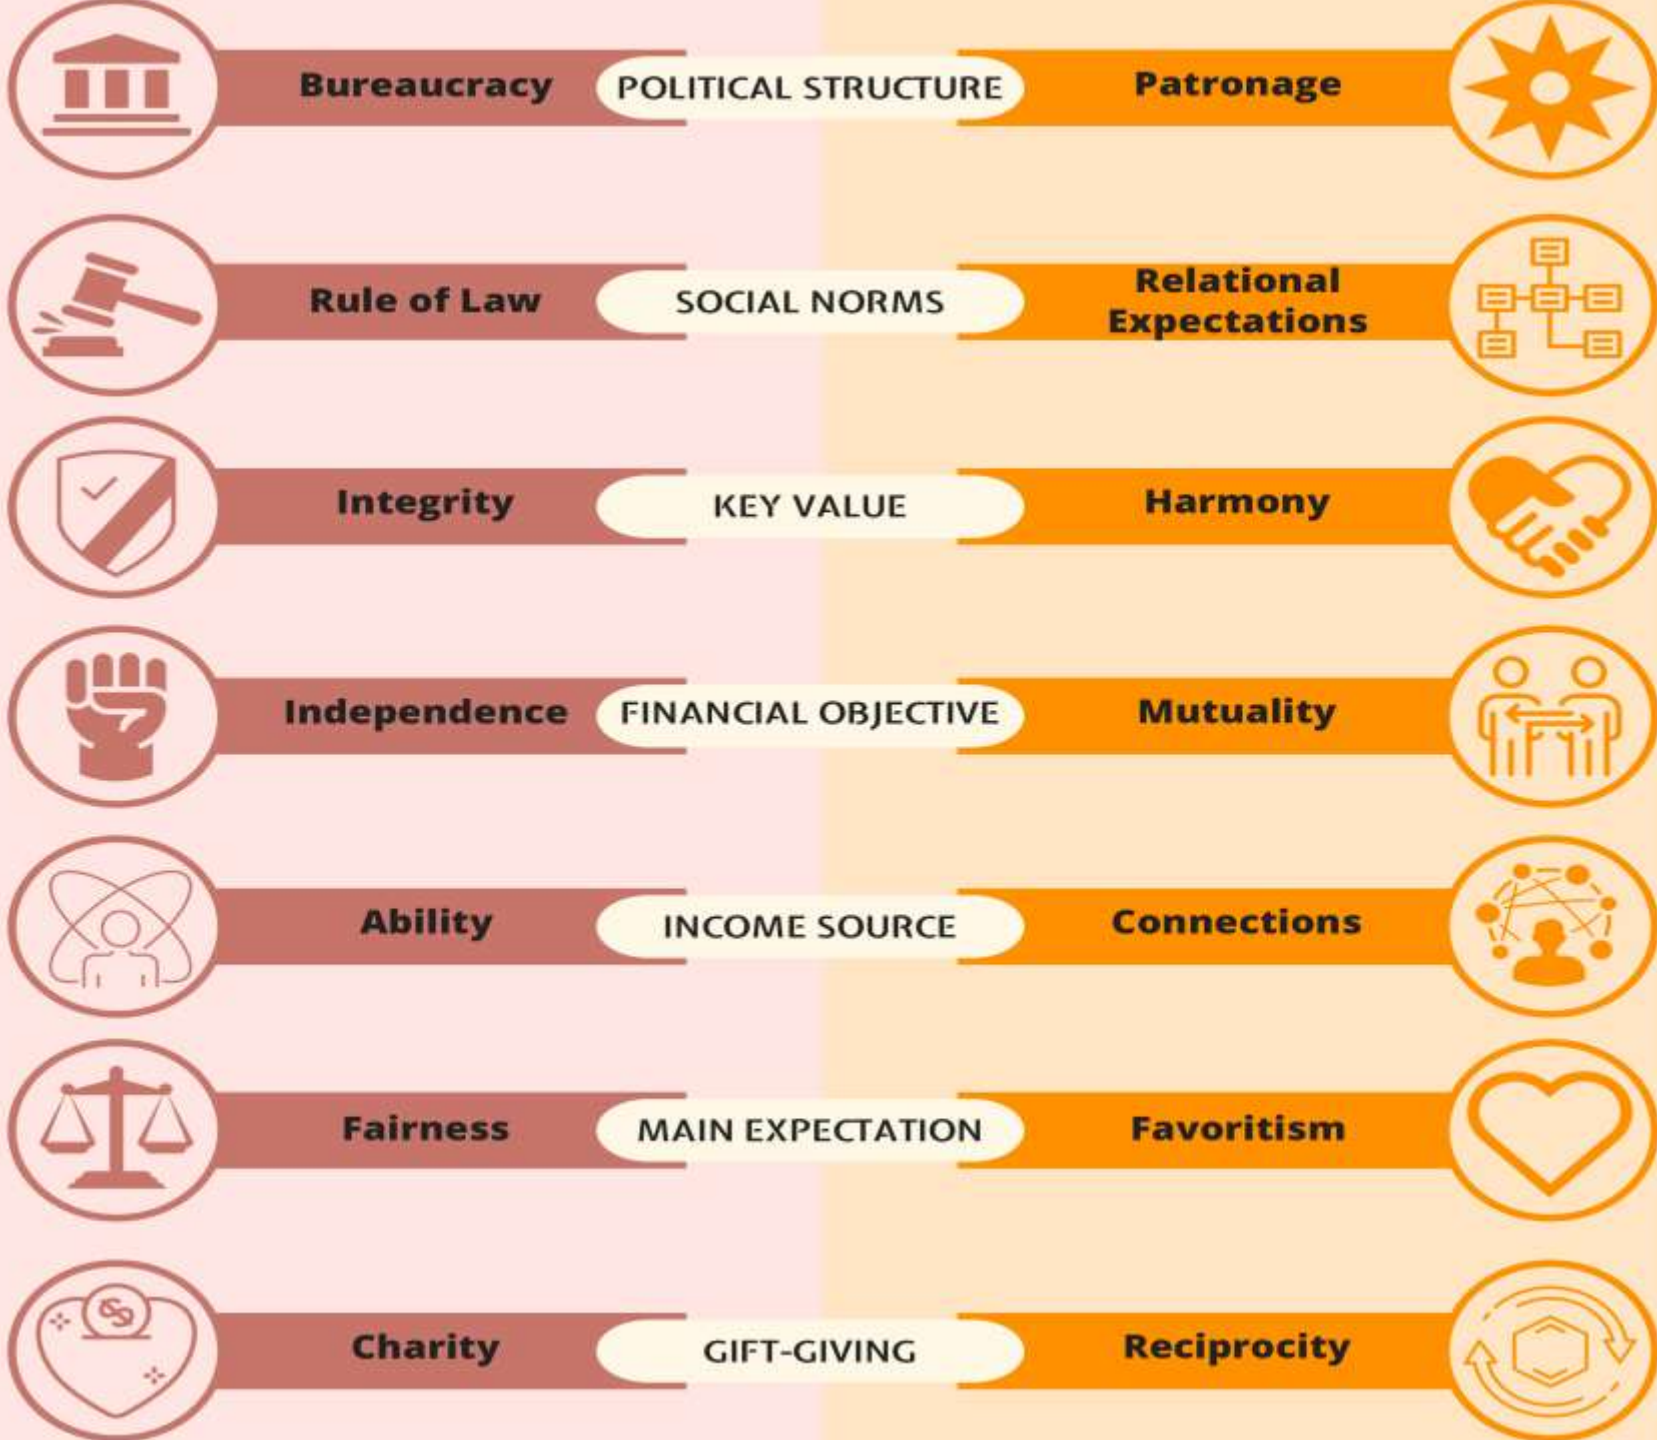 Bureaucracy POLITICAL STRUCTURE Patronage
Rule of Law SOCIAL NORMS Relational
Expectations
Integrity KEY VALUE Harmony
Independence FINANCIAL OBJECTIVE Mutuality
Ability INCOME SOURCE Connections
Fairness MAIN EXPECTATION Favoritism
$
Charity GIFT-GIVING Reciprocity